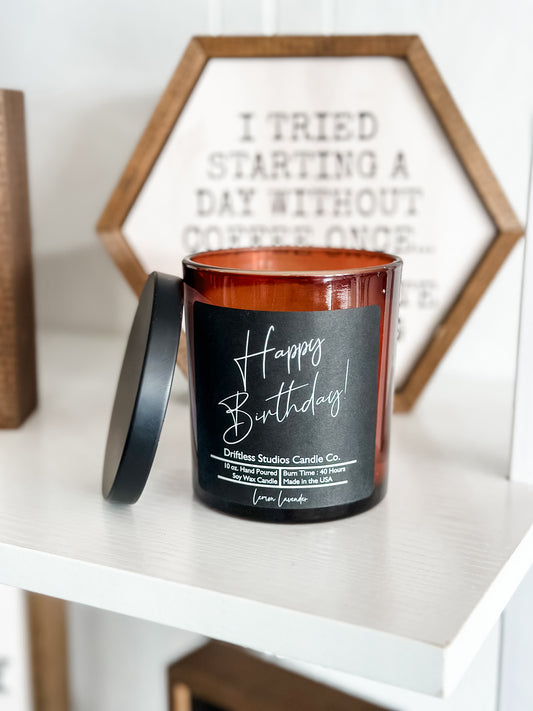 I TRIED
STARTING A
DAY WITHOUT
COFFEE ONCE...
Happy
Birthday!
Driftless Studios Candle Co.
10 oz. Hand Poured | Burn Time : 40 Hours
Soy Wax Candle | Made in the USA
Lemon Lavender